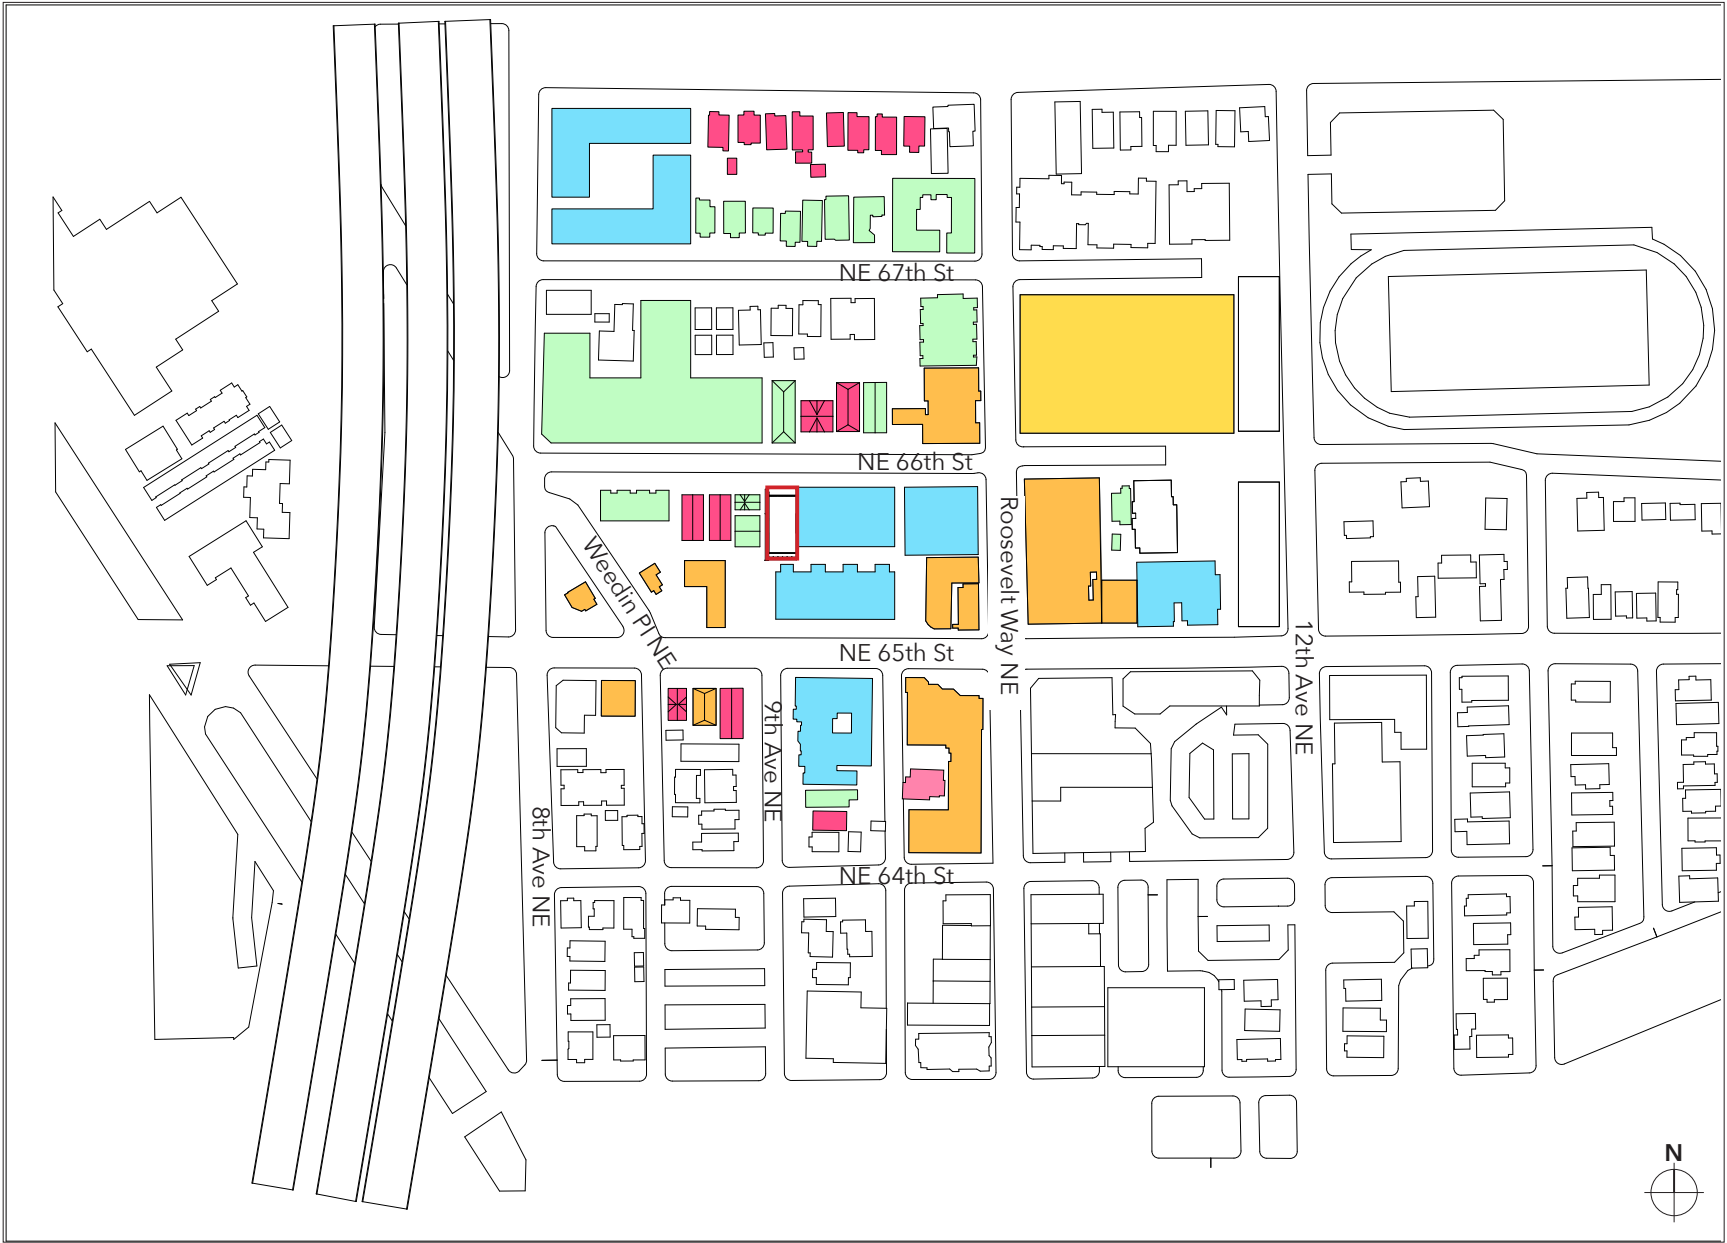 NE 67th St
NE 66th St
Roosevelt Way NE
Weedin Pl NE
NE 65th St
12th Ave NE
9th Ave NE
8th Ave NE
NE 64th St
N